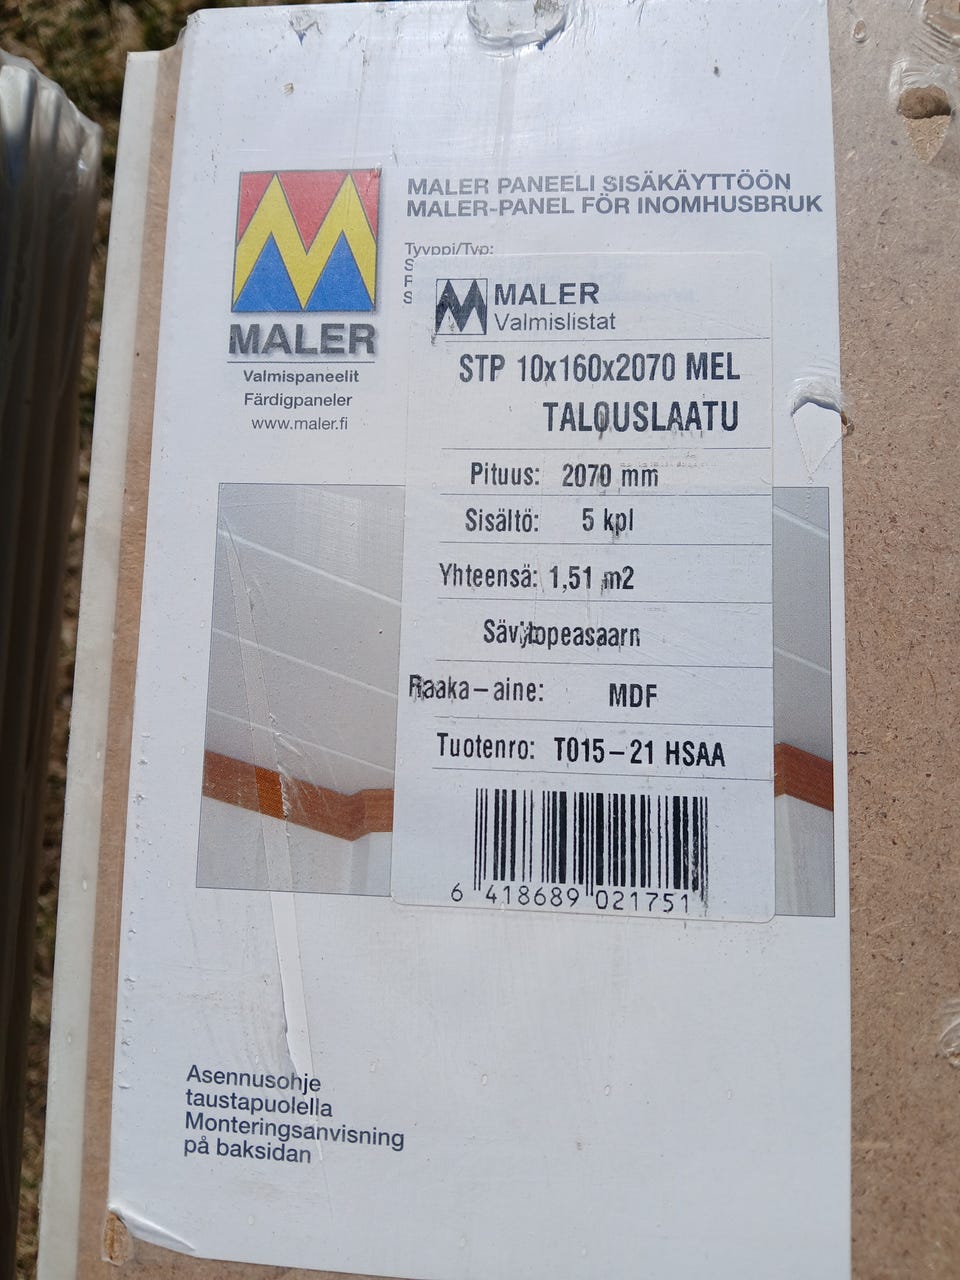 MALER PANEELI SISÄKÄYTTÖÖN
MALER-PANEL FÖR INOMHUSBRUK
MALER
Valmispaneelit
Färdigpaneler
www.maler.fi
Tyyppi/Typ:
S
S
MALER
Valmislistat
STP 10x160x2070 MEL
TALOUSLAATU
Pituus: 2070 mm
Sisältö: 5 kpl
Yhteensä: 1,51 m2
Raaka-aine: MDF
Tuotenro: T015-21 HSAA
6 418689 021751
Asennusohje
taustapuolella
Monteringsanvisning
på baksidan